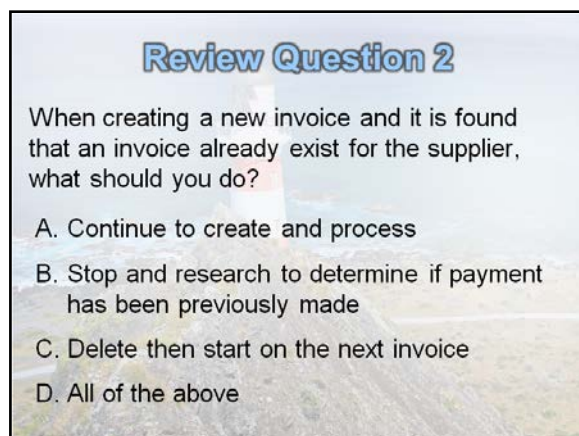 Review Question 2
When creating a new invoice and it is found
that an invoice already exist for the supplier,
what should you do?
A. Continue to create and process
B. Stop and research to determine if payment
has been previously made
C. Delete then start on the next invoice
D. All of the above